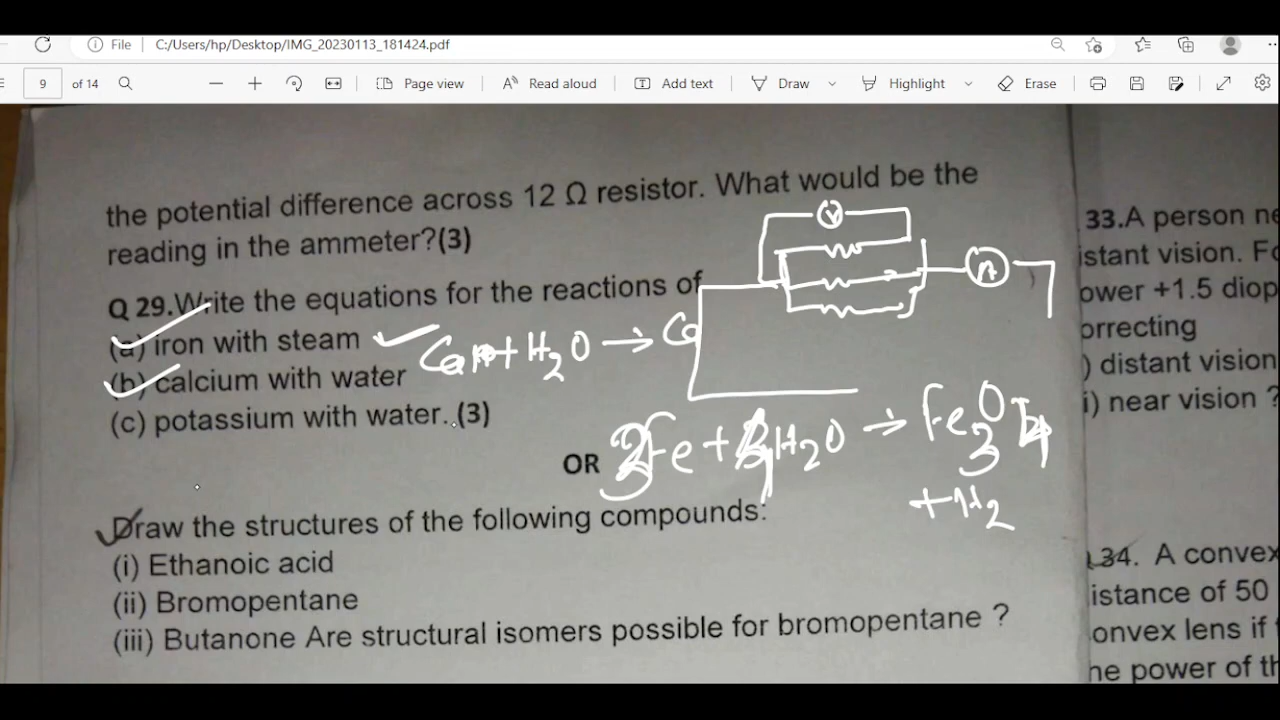 File C:/Users/hp/Desktop/IMG_20230113_181424.pdf
9 of 14 Page view Read aloud Add text Draw Highlight Erase
the potential difference across 12 Ω resistor. What would be the
reading in the ammeter?(3)
Q 29.Write the equations for the reactions of
(a) iron with steam
(b) calcium with water
(c) potassium with water..(3)
OR
Draw the structures of the following compounds:
(i) Ethanoic acid
(ii) Bromopentane
(iii) Butanone Are structural isomers possible for bromopentane ?
V
A
+ H2O → Ca
3Fe + 4H2O → Fe3O4
+ H2
33.A person ne
istant vision. Fo
ower +1.5 diop
orrecting
) distant vision
i) near vision ?
34. A convex
istance of 50
onvex lens if
he power of th